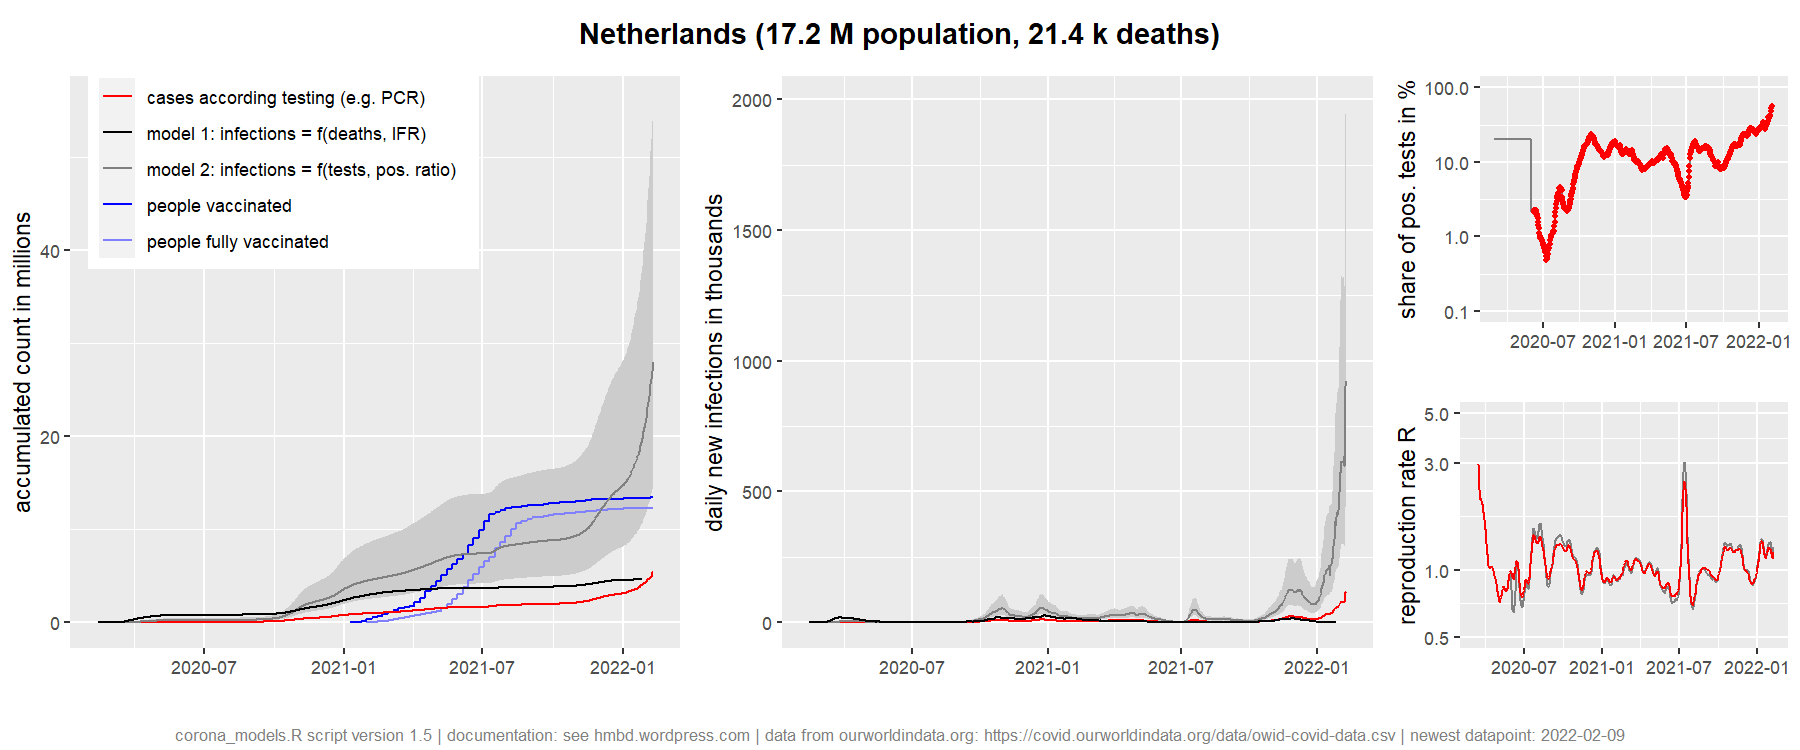 Netherlands (17.2 M population, 21.4 k deaths)
cases according testing (e.g. PCR)
model 1: infections = f(deaths, IFR)
model 2: infections = f(tests, pos. ratio)
people vaccinated
people fully vaccinated
accumulated count in millions
40
20
0
2020-07 2021-01 2021-07 2022-01
daily new infections in thousands
2000
1500
1000
500
0
2020-07 2021-01 2021-07 2022-01
share of pos. tests in %
100.0
10.0
1.0
0.1
2020-07 2021-01 2021-07 2022-01
reproduction rate R
5.0
3.0
1.0
0.5
2020-07 2021-01 2021-07 2022-01
corona_models.R script version 1.5 | documentation: see hmbd.wordpress.com | data from ourworldindata.org: https://covid.ourworldindata.org/data/owid-covid-data.csv | newest datapoint: 2022-02-09